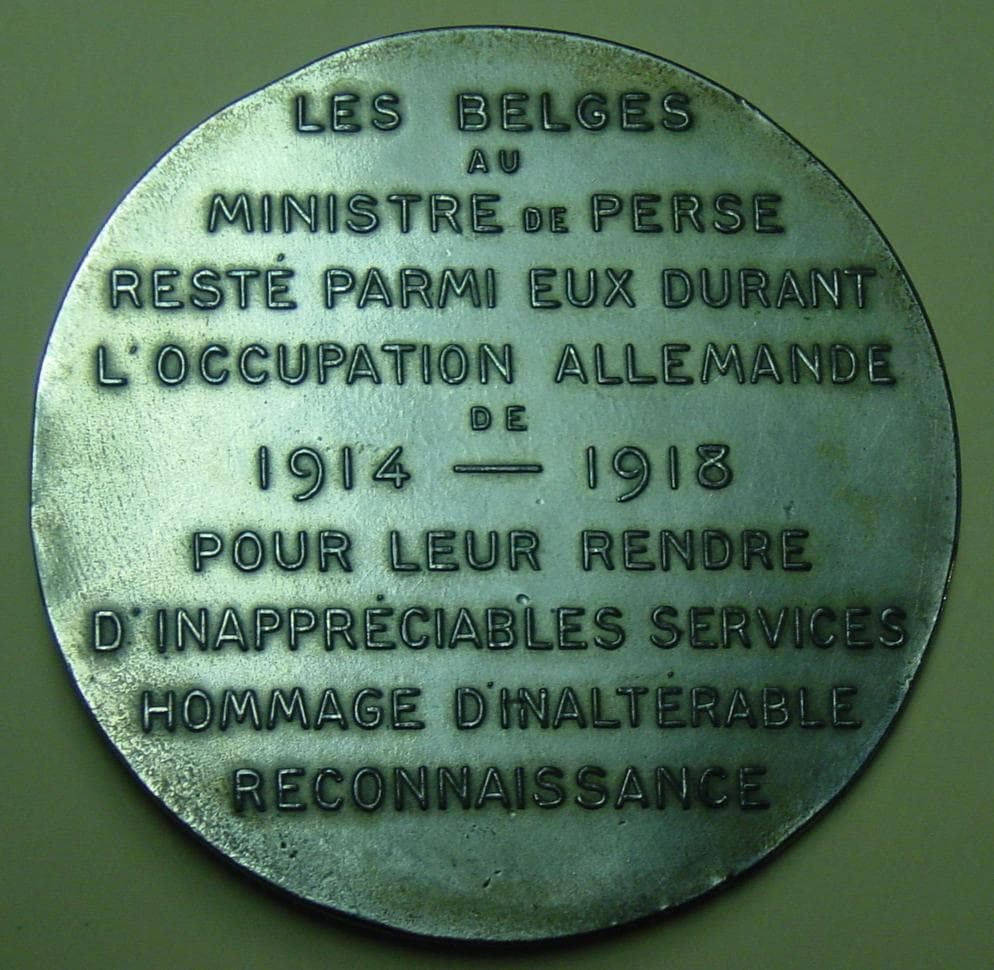 LES BELGES
AU
MINISTRE DE PERSE
RESTÉ PARMI EUX DURANT
L'OCCUPATION ALLEMANDE
DE
1914 — 1918
POUR LEUR RENDRE
D'INAPPRÉCIABLES SERVICES
HOMMAGE D'INALTÉRABLE
RECONNAISSANCE